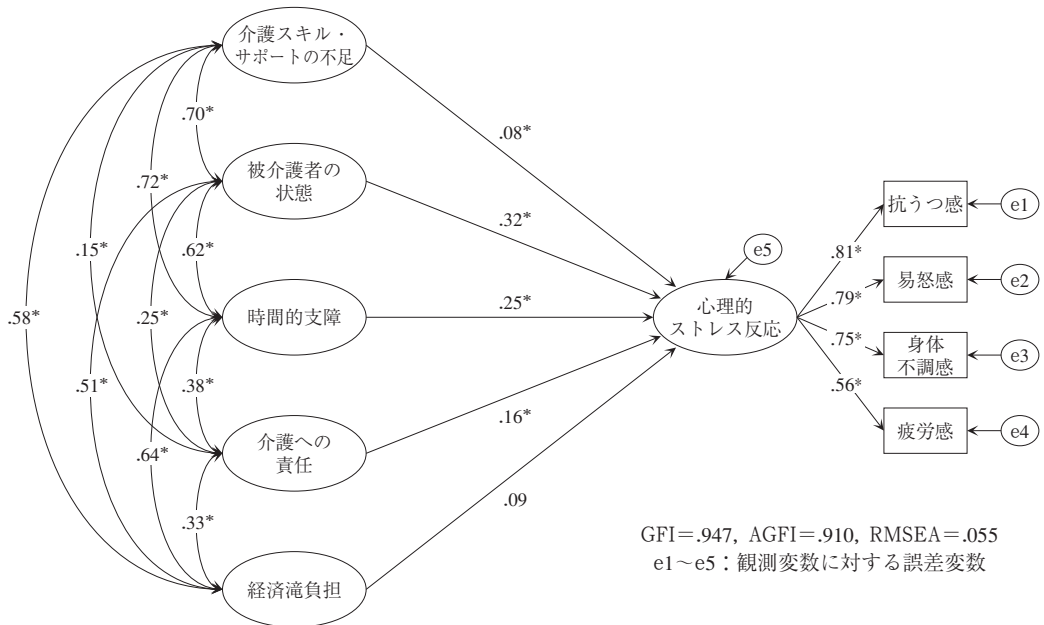 介護スキル・
サポートの不足
.70*
.08*
被介護者の
状態
.72*
.32*
抗うつ感
e1
.15*
.62*
e5
.81*
易怒感
e2
.58*
.25*
時間的支障
.25*
心理的
ストレス反応
.79*
.75*
身体
不調感
e3
.51*
.38*
.16*
.56*
疲労感
e4
.64*
介護への
責任
.33*
.09
経済滝負担
GFI=.947, AGFI=.910, RMSEA=.055
e1～e5：観測変数に対する誤差変数